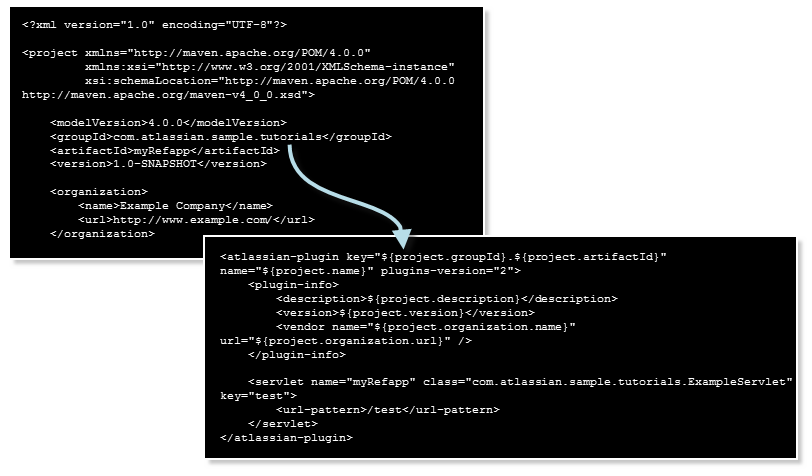 <?xml version="1.0" encoding="UTF-8"?>
<project xmlns="http://maven.apache.org/POM/4.0.0"
xmlns:xsi="http://www.w3.org/2001/XMLSchema-instance"
xsi:schemaLocation="http://maven.apache.org/POM/4.0.0
http://maven.apache.org/maven-v4_0_0.xsd">
<modelVersion>4.0.0</modelVersion>
<groupId>com.atlassian.sample.tutorials</groupId>
<artifactId>myRefapp</artifactId>
<version>1.0-SNAPSHOT</version>
<organization>
<name>Example Company</name>
<url>http://www.example.com/</url>
</organization>
<atlassian-plugin key="${project.groupId}.${project.artifactId}"
name="${project.name}" plugins-version="2">
<plugin-info>
<description>${project.description}</description>
<version>${project.version}</version>
<vendor name="${project.organization.name}"
url="${project.organization.url}" />
</plugin-info>
<servlet name="myRefapp" class="com.atlassian.sample.tutorials.ExampleServlet"
key="test">
<url-pattern>/test</url-pattern>
</servlet>
</atlassian-plugin>